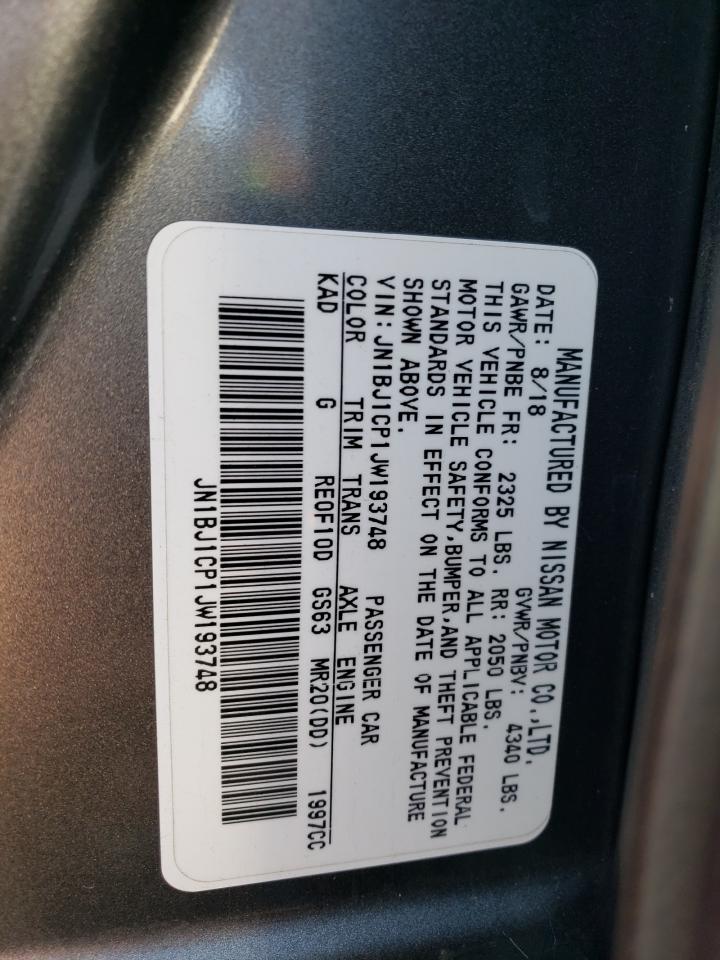 MANUFACTURED BY NISSAN MOTOR CO.,LTD.
DATE: 8/18 GVWR/PNBV: 4340 LBS.
GAWR/PNBE FR: 2325 LBS. RR: 2050 LBS.
THIS VEHICLE CONFORMS TO ALL APPLICABLE FEDERAL
MOTOR VEHICLE SAFETY,BUMPER,AND THEFT PREVENTION
STANDARDS IN EFFECT ON THE DATE OF MANUFACTURE
SHOWN ABOVE.
VIN:JN1BJ1CP1JW193748 PASSENGER CAR
COLOR TRIM TRANS AXLE ENGINE
KAD G RE0F10D GS63 MR20(DD) 1997CC
JN1BJ1CP1JW193748